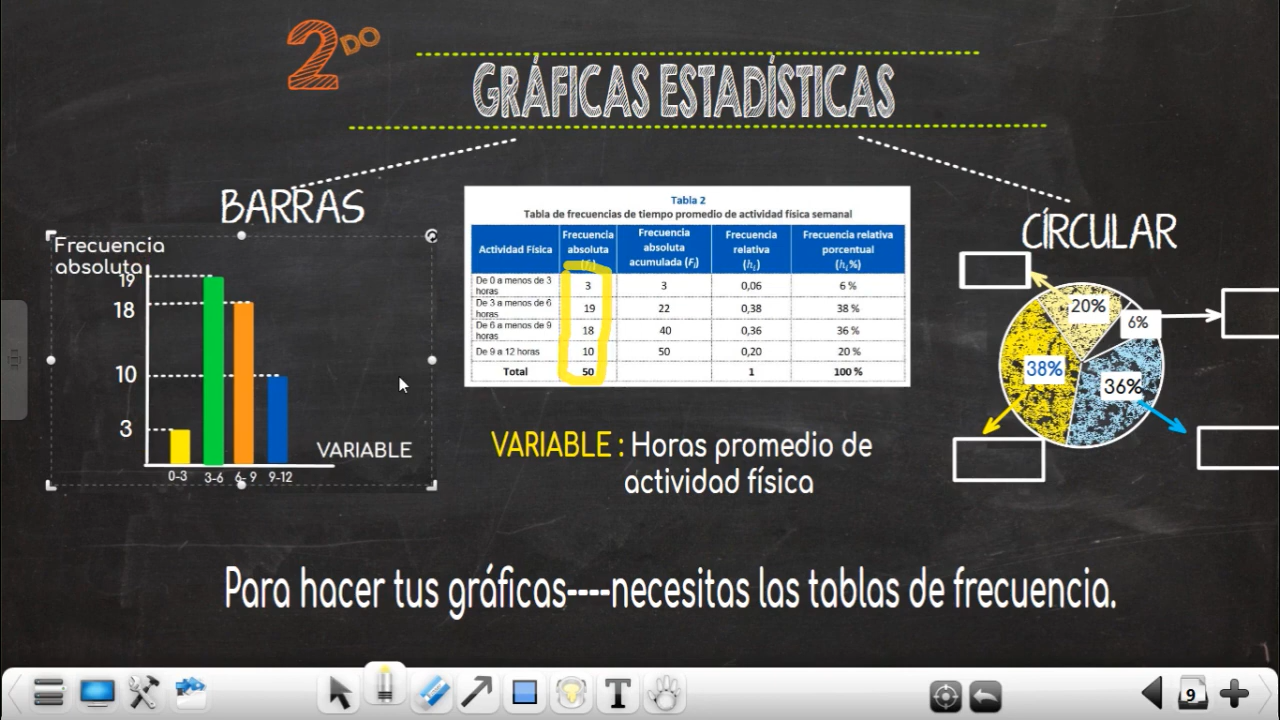 2DO
GRÁFICAS ESTADÍSTICAS
BARRAS
Frecuencia
absoluta
19
18
10
3
VARIABLE
0-3 3-6 6-9 9-12
Tabla 2
Tabla de frecuencias de tiempo promedio de actividad física semanal
Actividad Física
Frecuencia
absoluta
Frecuencia
absoluta
acumulada (Fᵢ)
Frecuencia
relativa
(hᵢ)
Frecuencia relativa
porcentual
(hᵢ%)
De 0 a menos de 3
horas
3 3 0,06 6 %
De 3 a menos de 6
horas
19 22 0,38 38 %
De 6 a menos de 9
horas
18 40 0,36 36 %
De 9 a 12 horas 10 50 0,20 20 %
Total 50 1 100 %
VARIABLE : Horas promedio de
actividad física
CÍRCULAR
20%
6%
38%
36%
Para hacer tus gráficas----necesitas las tablas de frecuencia.
T
9